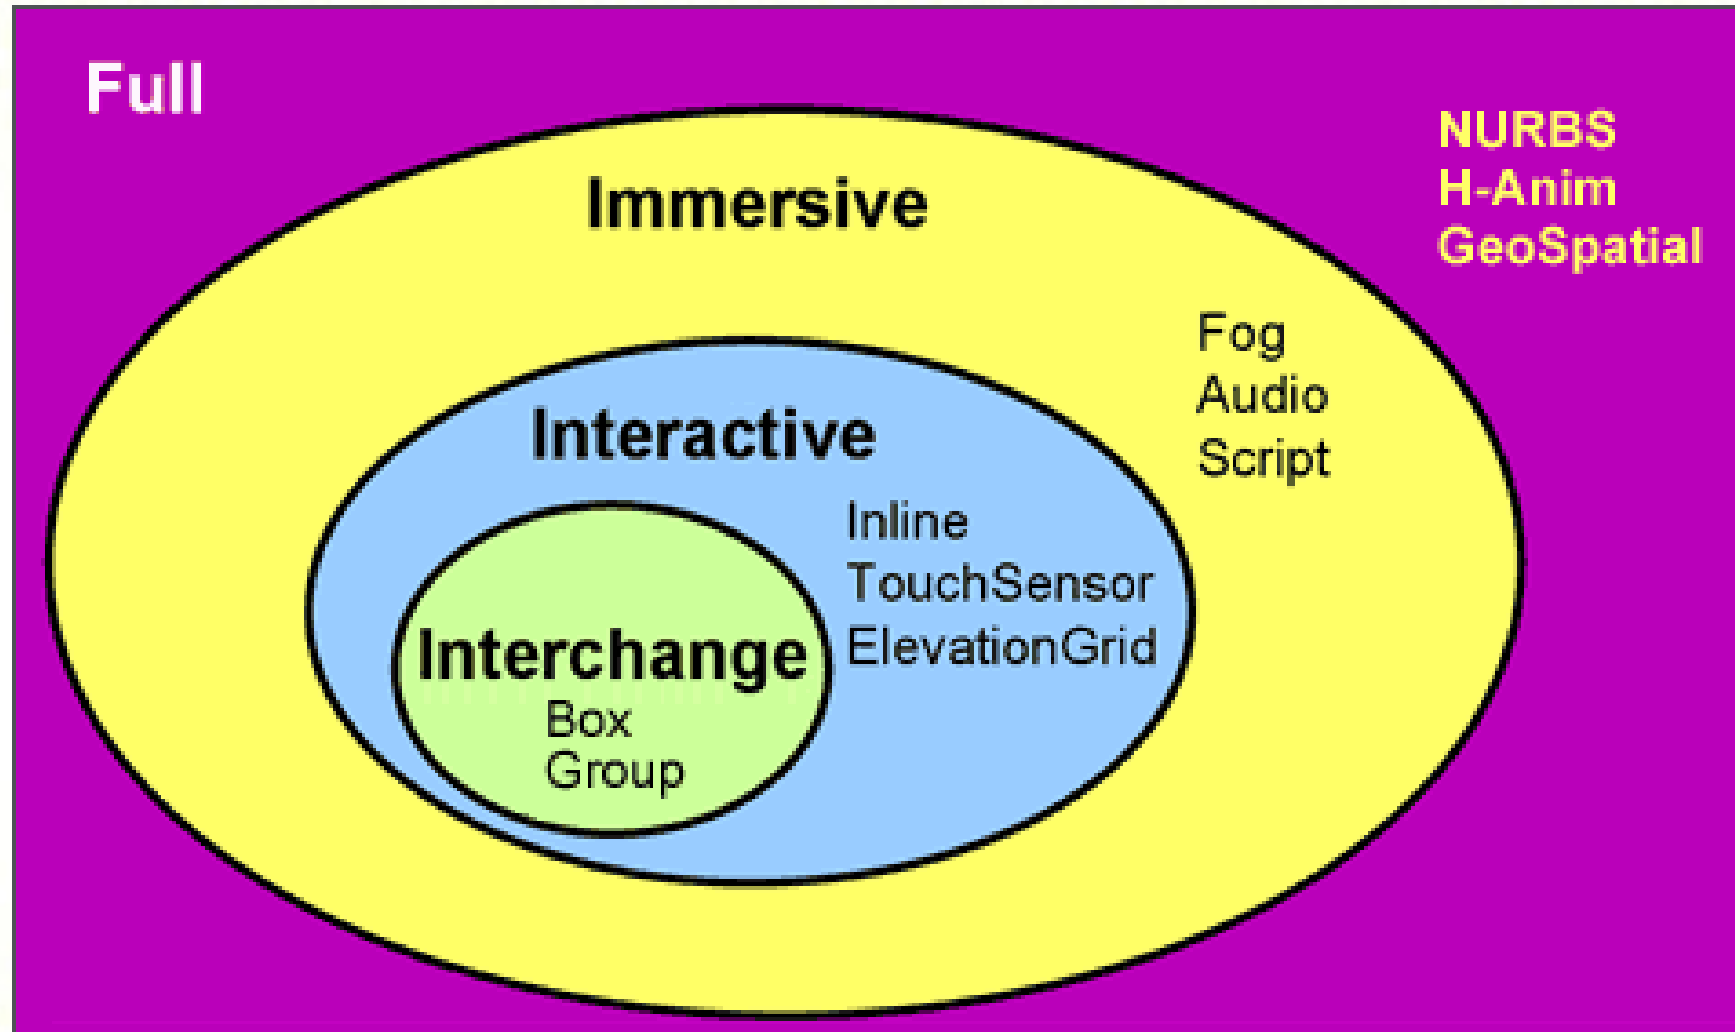 Full
NURBS
H-Anim
GeoSpatial
Immersive
Fog
Audio
Script
Interactive
Inline
TouchSensor
ElevationGrid
Interchange
Box
Group